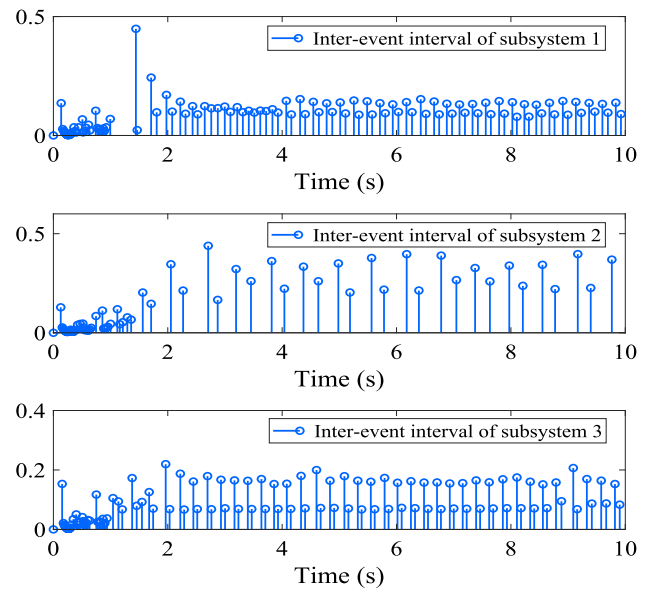 0.5
Inter-event interval of subsystem 1
0
0 2 4 6 8 10
Time (s)
0.5
Inter-event interval of subsystem 2
0
0 2 4 6 8 10
Time (s)
0.4
Inter-event interval of subsystem 3
0.2
0
0 2 4 6 8 10
Time (s)